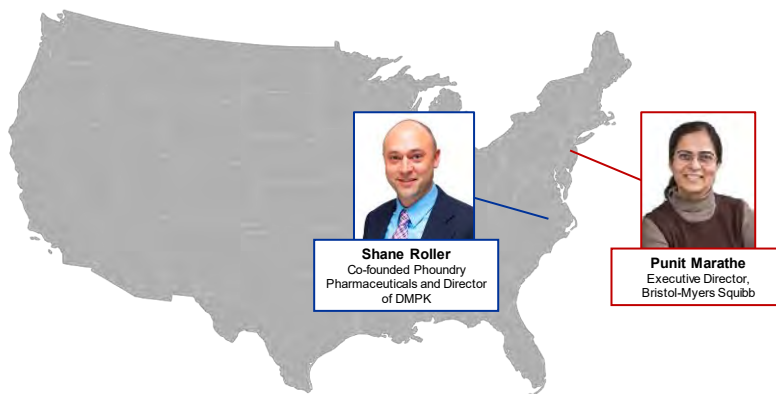 Shane Roller
Co-founded Phoundry
Pharmaceuticals and Director
of DMPK
Punit Marathe
Executive Director,
Bristol-Myers Squibb